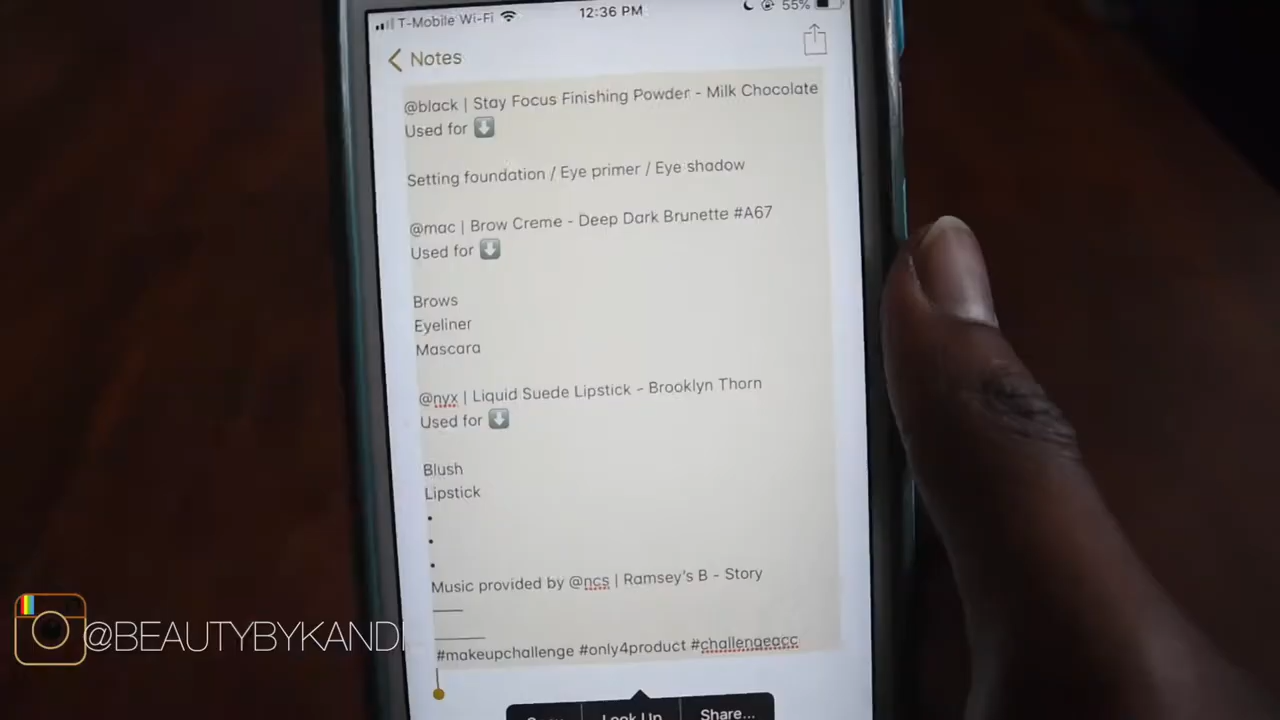 T-Mobile Wi-Fi 12:36 PM 55%
Notes
@black | Stay Focus Finishing Powder - Milk Chocolate
Used for ⬇️
Setting foundation / Eye primer / Eye shadow
@mac | Brow Creme - Deep Dark Brunette #A67
Used for ⬇️
Brows
Eyeliner
Mascara
@nyx | Liquid Suede Lipstick - Brooklyn Thorn
Used for ⬇️
Blush
Lipstick
•
•
•
Music provided by @ncs | Ramsey's B - Story
#makeupchallenge #only4product #challengeacc
Look Up Share...
@BEAUTYBYKANDI